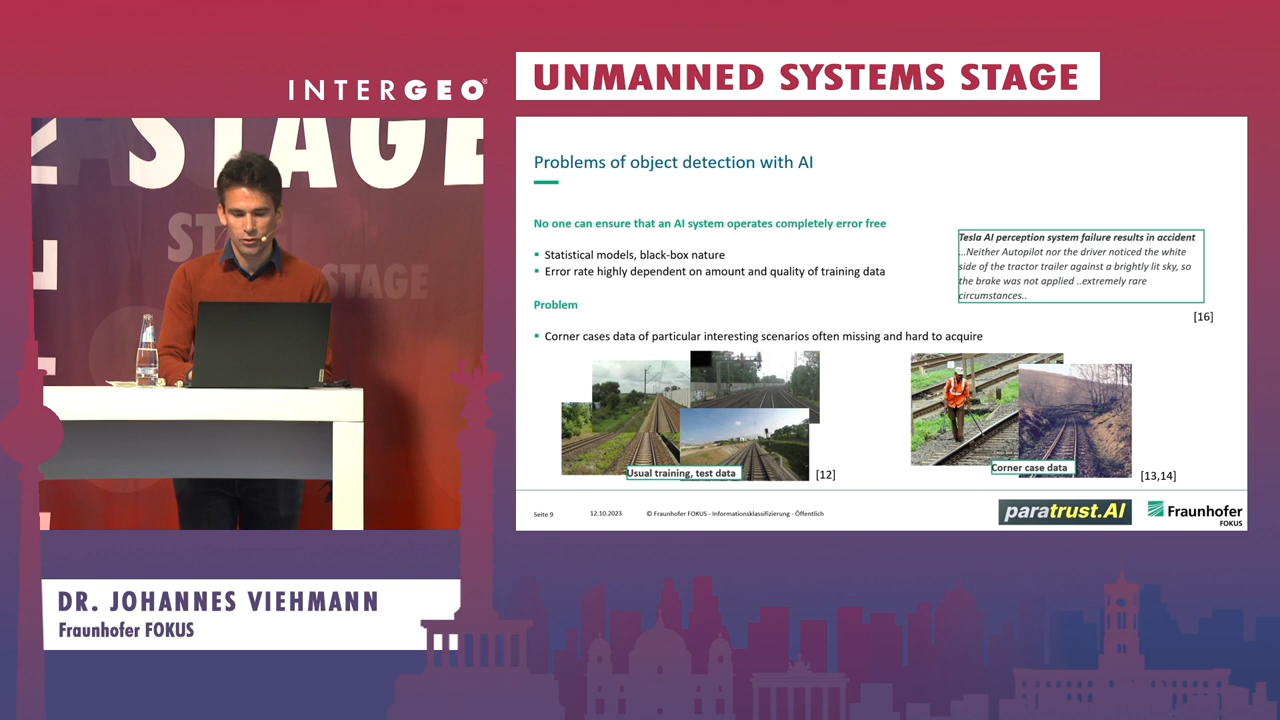 INTERGEO®
UNMANNED SYSTEMS STAGE
STAGE
STAGE
STAGE
Problems of object detection with AI
No one can ensure that an AI system operates completely error free
▪ Statistical models, black-box nature
▪ Error rate highly dependent on amount and quality of training data
Tesla AI perception system failure results in accident
...Neither Autopilot nor the driver noticed the white
side of the tractor trailer against a brightly lit sky, so
the brake was not applied ..extremely rare
circumstances..
[16]
Problem
▪ Corner cases data of particular interesting scenarios often missing and hard to acquire
Usual training, test data
[12]
Corner case data
[13,14]
Seite 9
12.10.2023
© Fraunhofer FOKUS - Informationsklassifizierung - Öffentlich
paratrust.AI
Fraunhofer
FOKUS
DR. JOHANNES VIEHMANN
Fraunhofer FOKUS